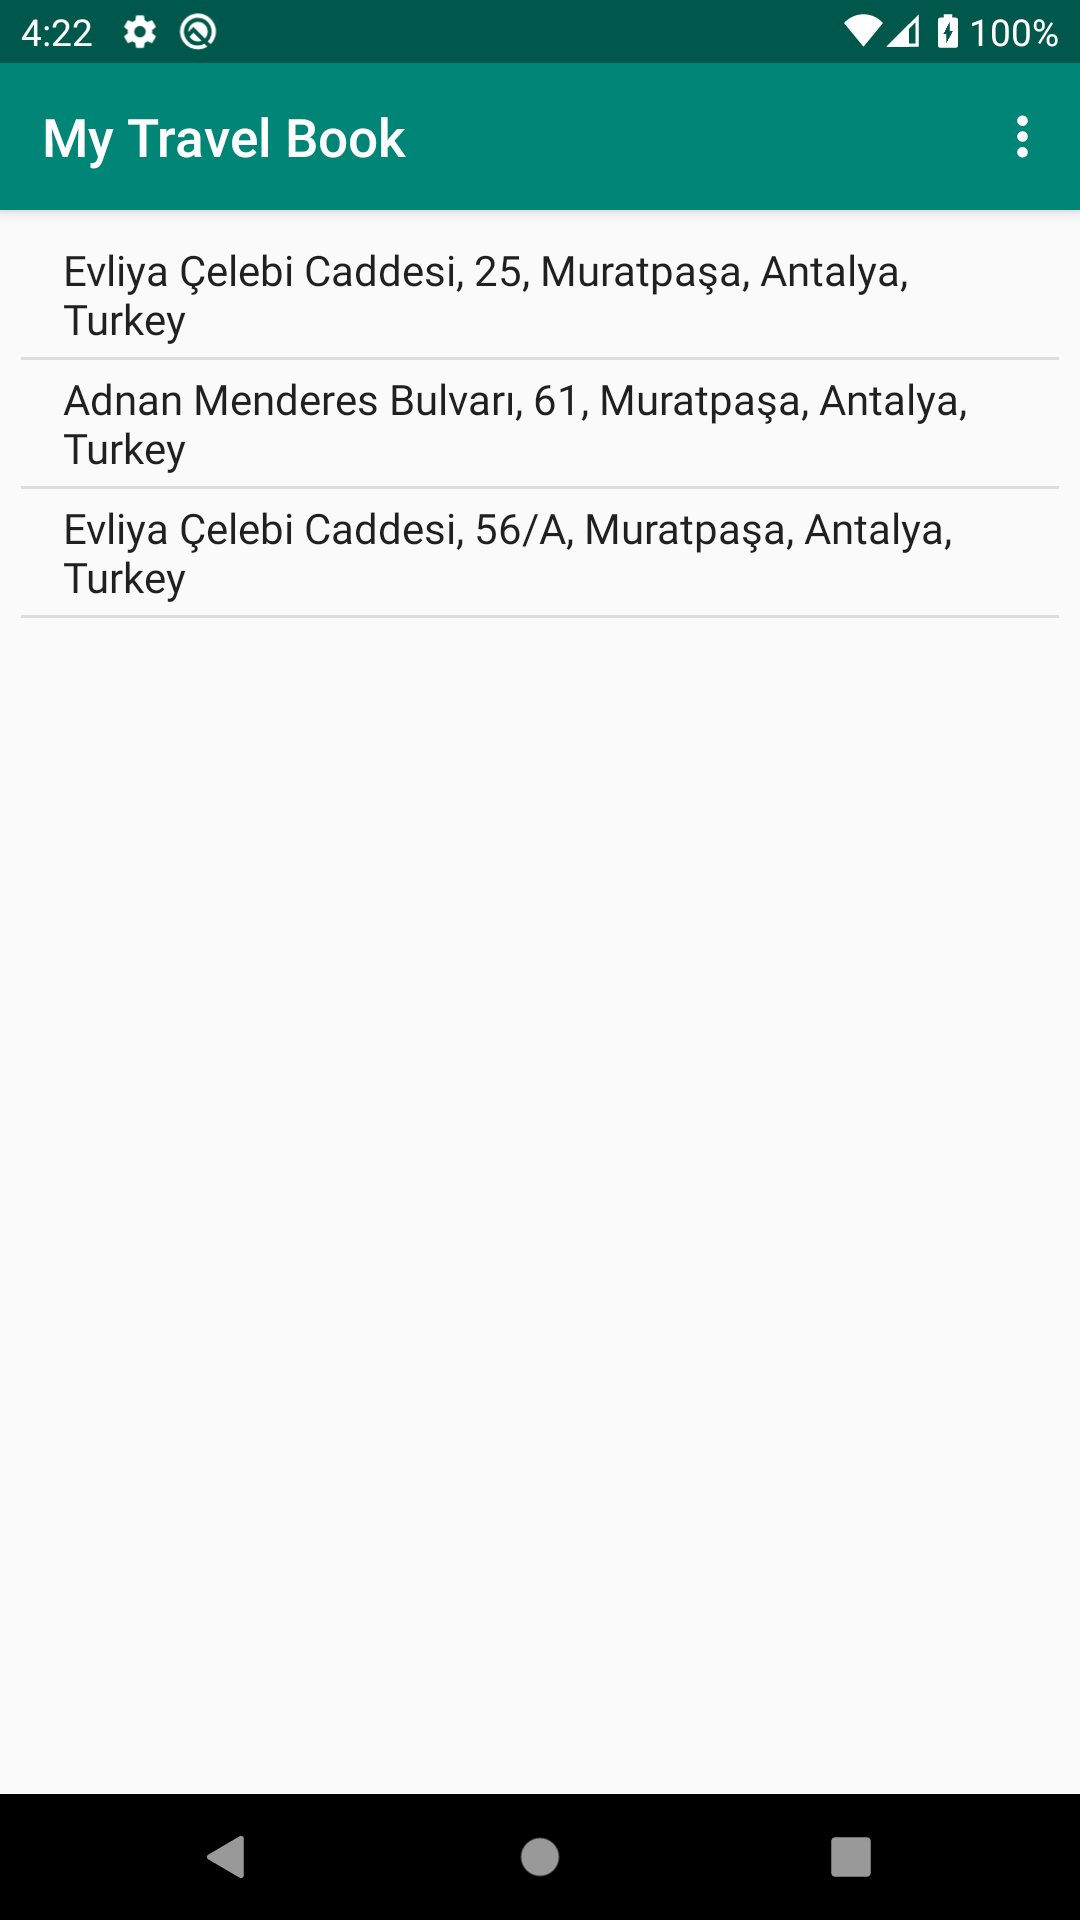 4:22 100%
My Travel Book
Evliya Çelebi Caddesi, 25, Muratpaşa, Antalya,
Turkey
Adnan Menderes Bulvarı, 61, Muratpaşa, Antalya,
Turkey
Evliya Çelebi Caddesi, 56/A, Muratpaşa, Antalya,
Turkey